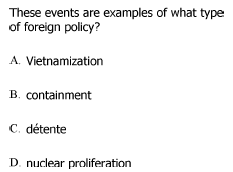 These events are examples of what type
of foreign policy?
A. Vietnamization
B. containment
C. détente
D. nuclear proliferation